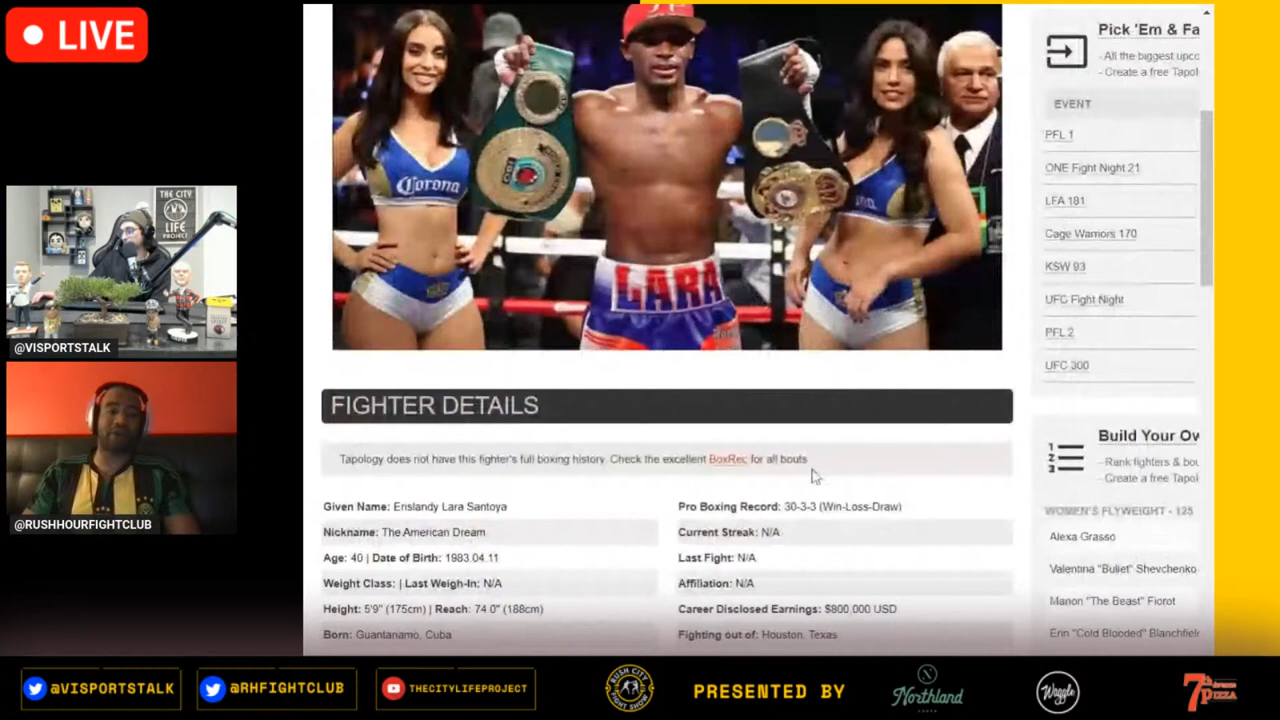 LIVE
Corona
LARA
THE CITY
LIFE
PROJECT
@VISPORTSTALK
@RUSHHOURFIGHTCLUB
FIGHTER DETAILS
Tapology does not have this fighter's full boxing history. Check the excellent BoxRec for all bouts
Given Name: Erislandy Lara Santoya
Nickname: The American Dream
Age: 40 | Date of Birth: 1983.04.11
Weight Class: | Last Weigh-In: N/A
Height: 5'9" (175cm) | Reach: 74.0" (188cm)
Born: Guantanamo, Cuba
Pro Boxing Record: 30-3-3 (Win-Loss-Draw)
Current Streak: N/A
Last Fight: N/A
Affiliation: N/A
Career Disclosed Earnings: $800,000 USD
Fighting out of: Houston, Texas
Pick 'Em & Fa
- All the biggest upco
- Create a free Tapol
EVENT
PFL 1
ONE Fight Night 21
LFA 181
Cage Warriors 170
KSW 93
UFC Fight Night
PFL 2
UFC 300
Build Your Ow
- Rank fighters & bou
- Create a free Tapol
WOMEN'S FLYWEIGHT - 125
Alexa Grasso
Valentina "Bullet" Shevchenko
Manon "The Beast" Fiorot
Erin "Cold Blooded" Blanchfiel
@VISPORTSTALK
@RHFIGHTCLUB
THECITYLIFEPROJECT
RUSH CITY
FIGHT SHOW
PRESENTED BY
Northland
Waggle
7th
PIZZA